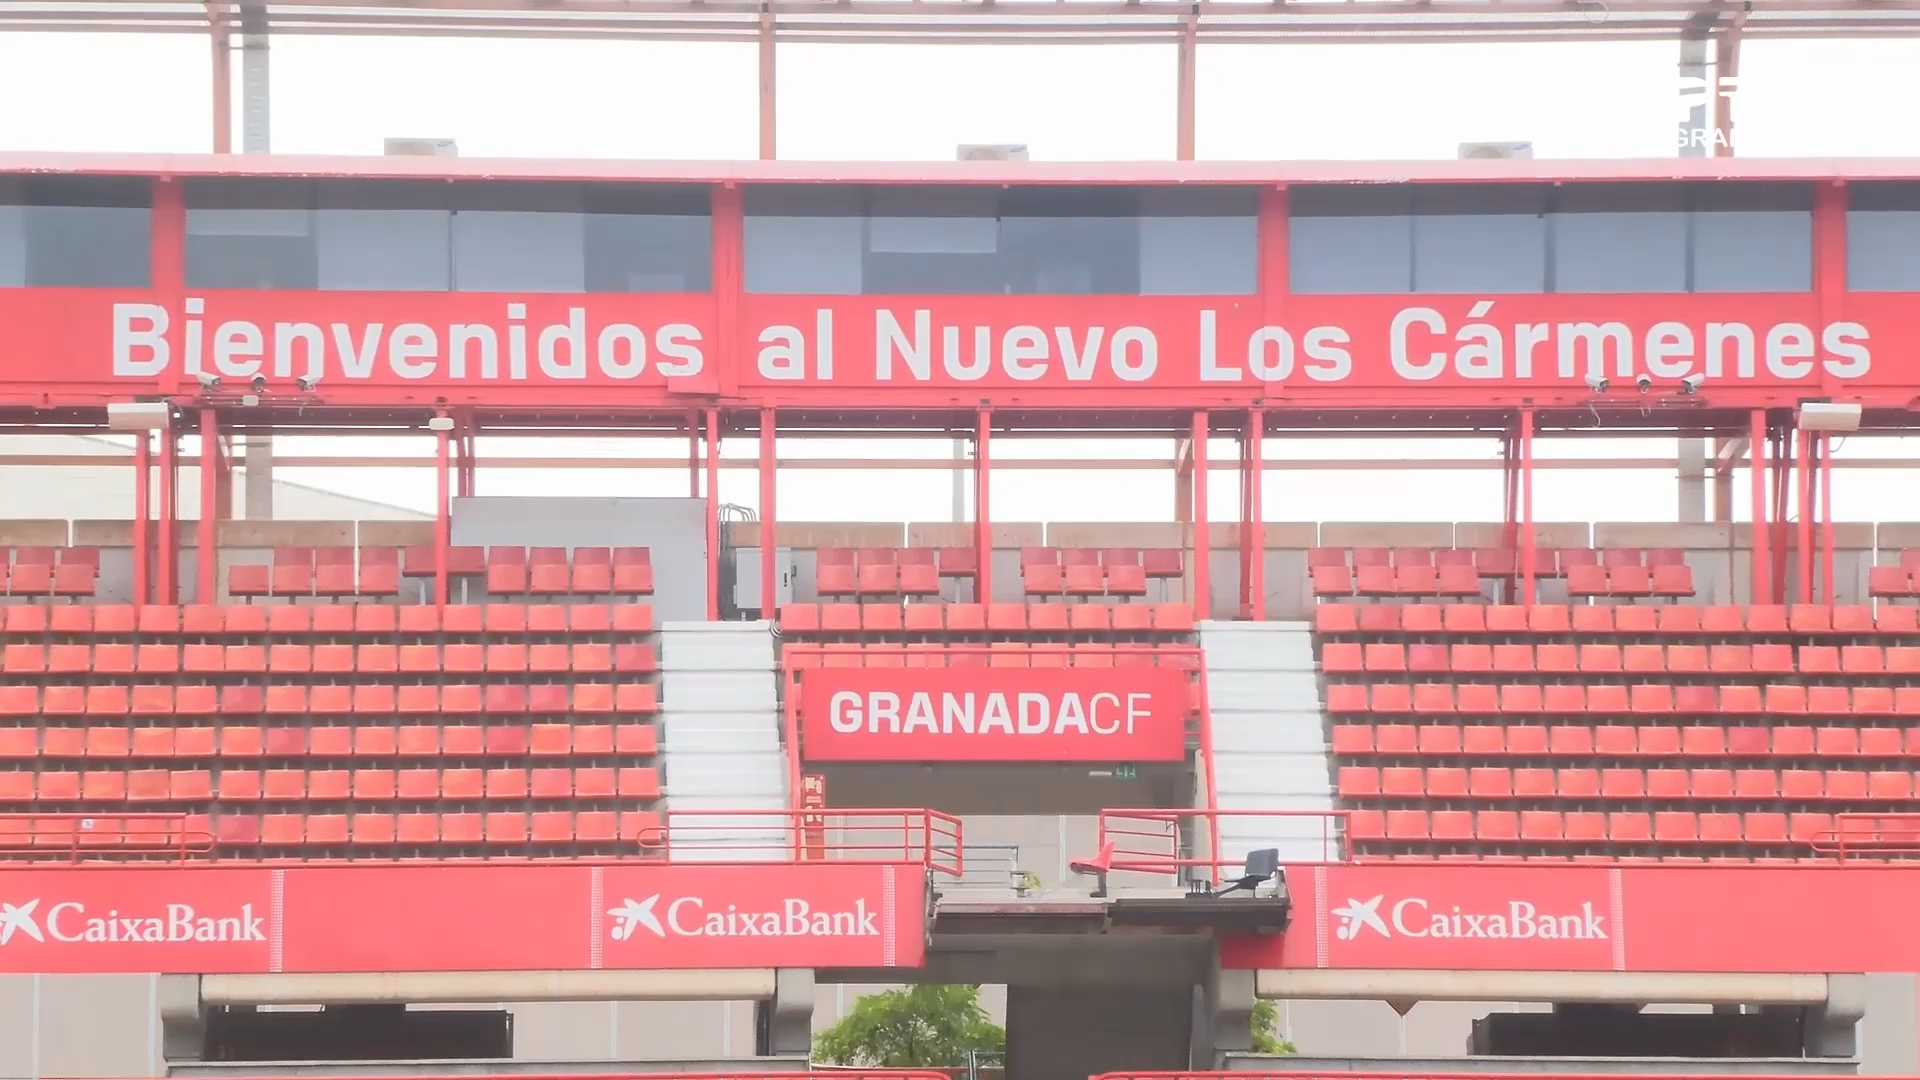 Bienvenidos al Nuevo Los Cármenes
GRANADACF
CaixaBank
CaixaBank
CaixaBank